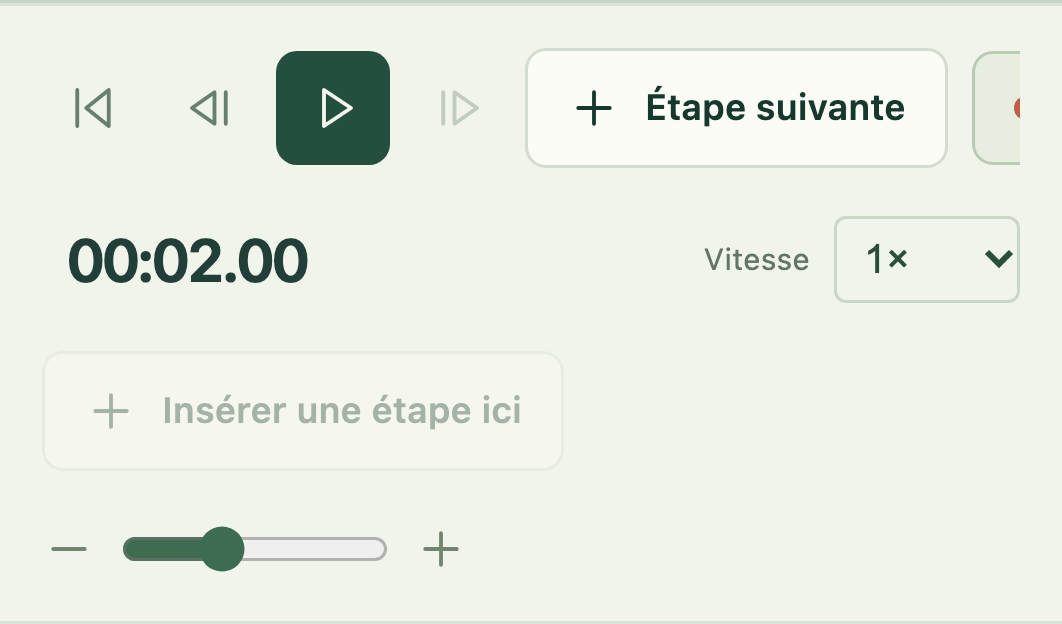 Étape suivante
00:02.00
Vitesse
1×
Insérer une étape ici